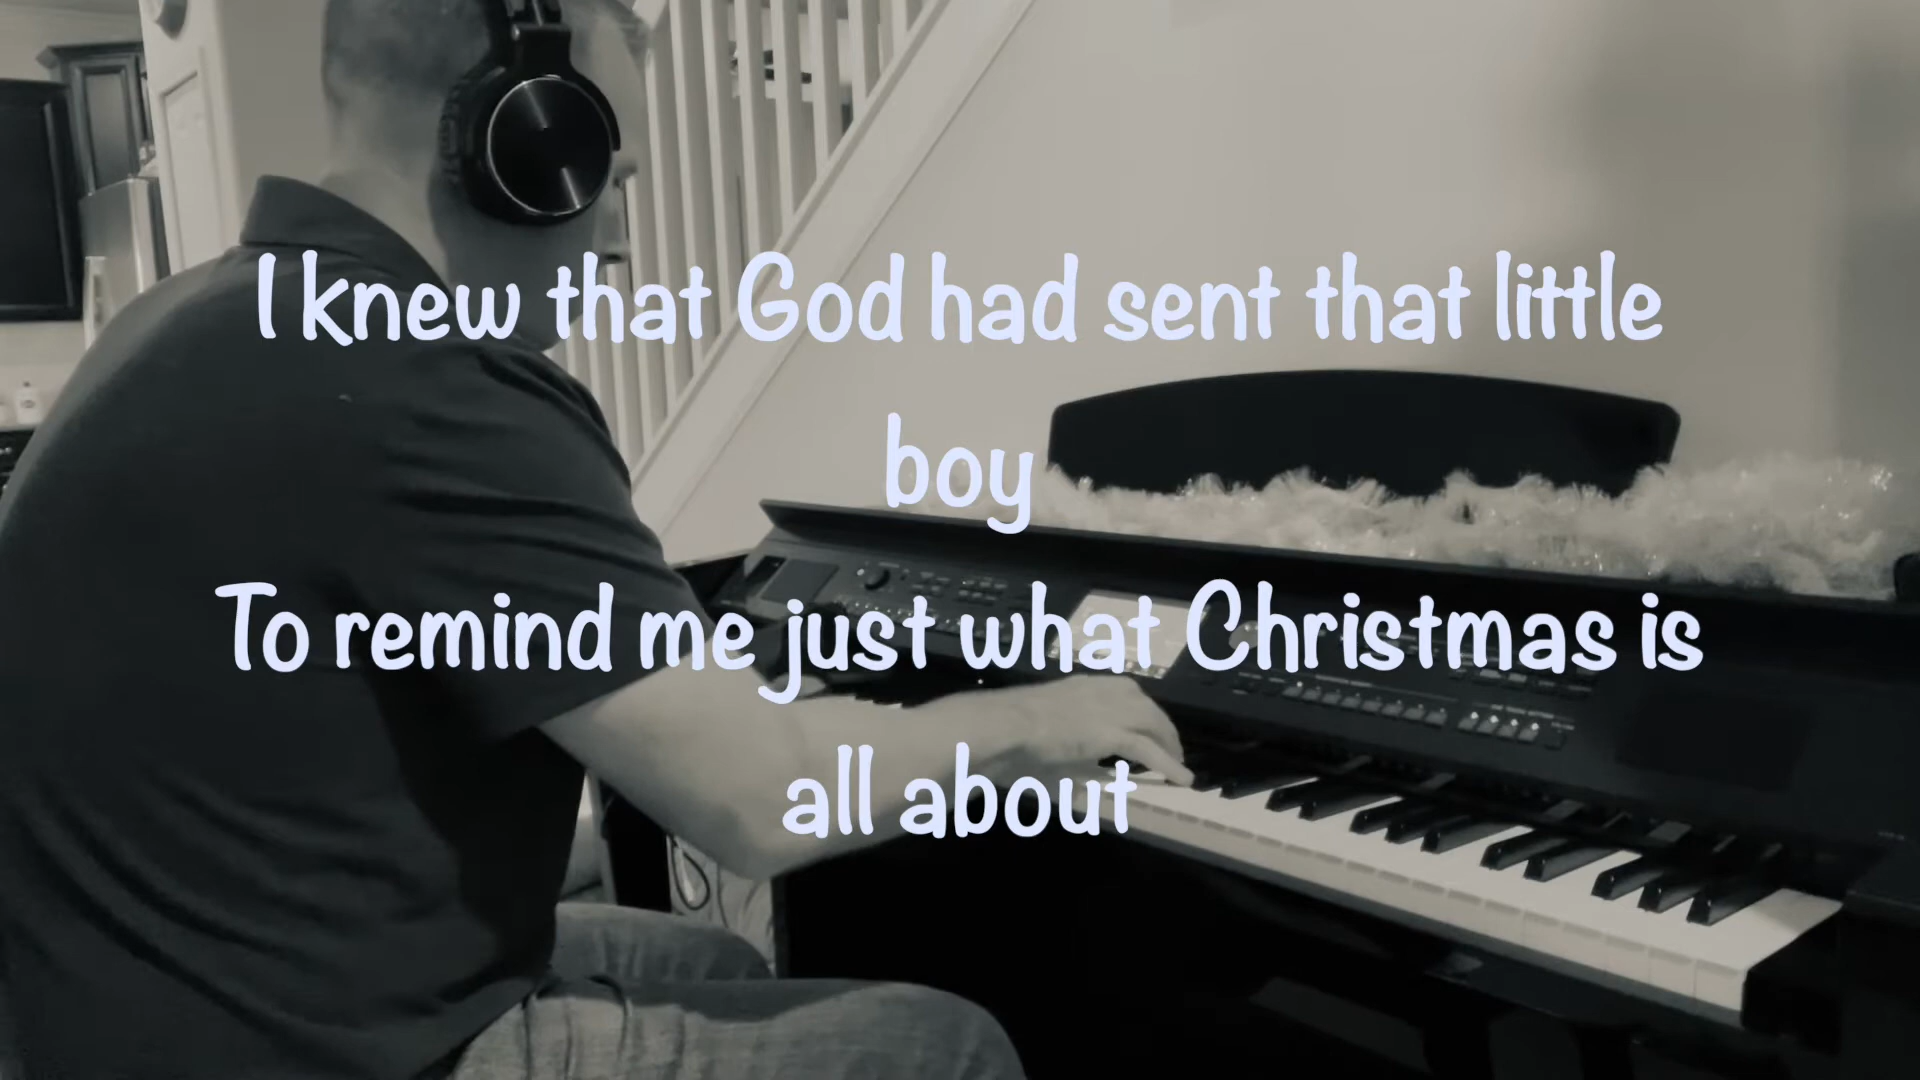 I knew that God had sent that little
boy
To remind me just what Christmas is
all about